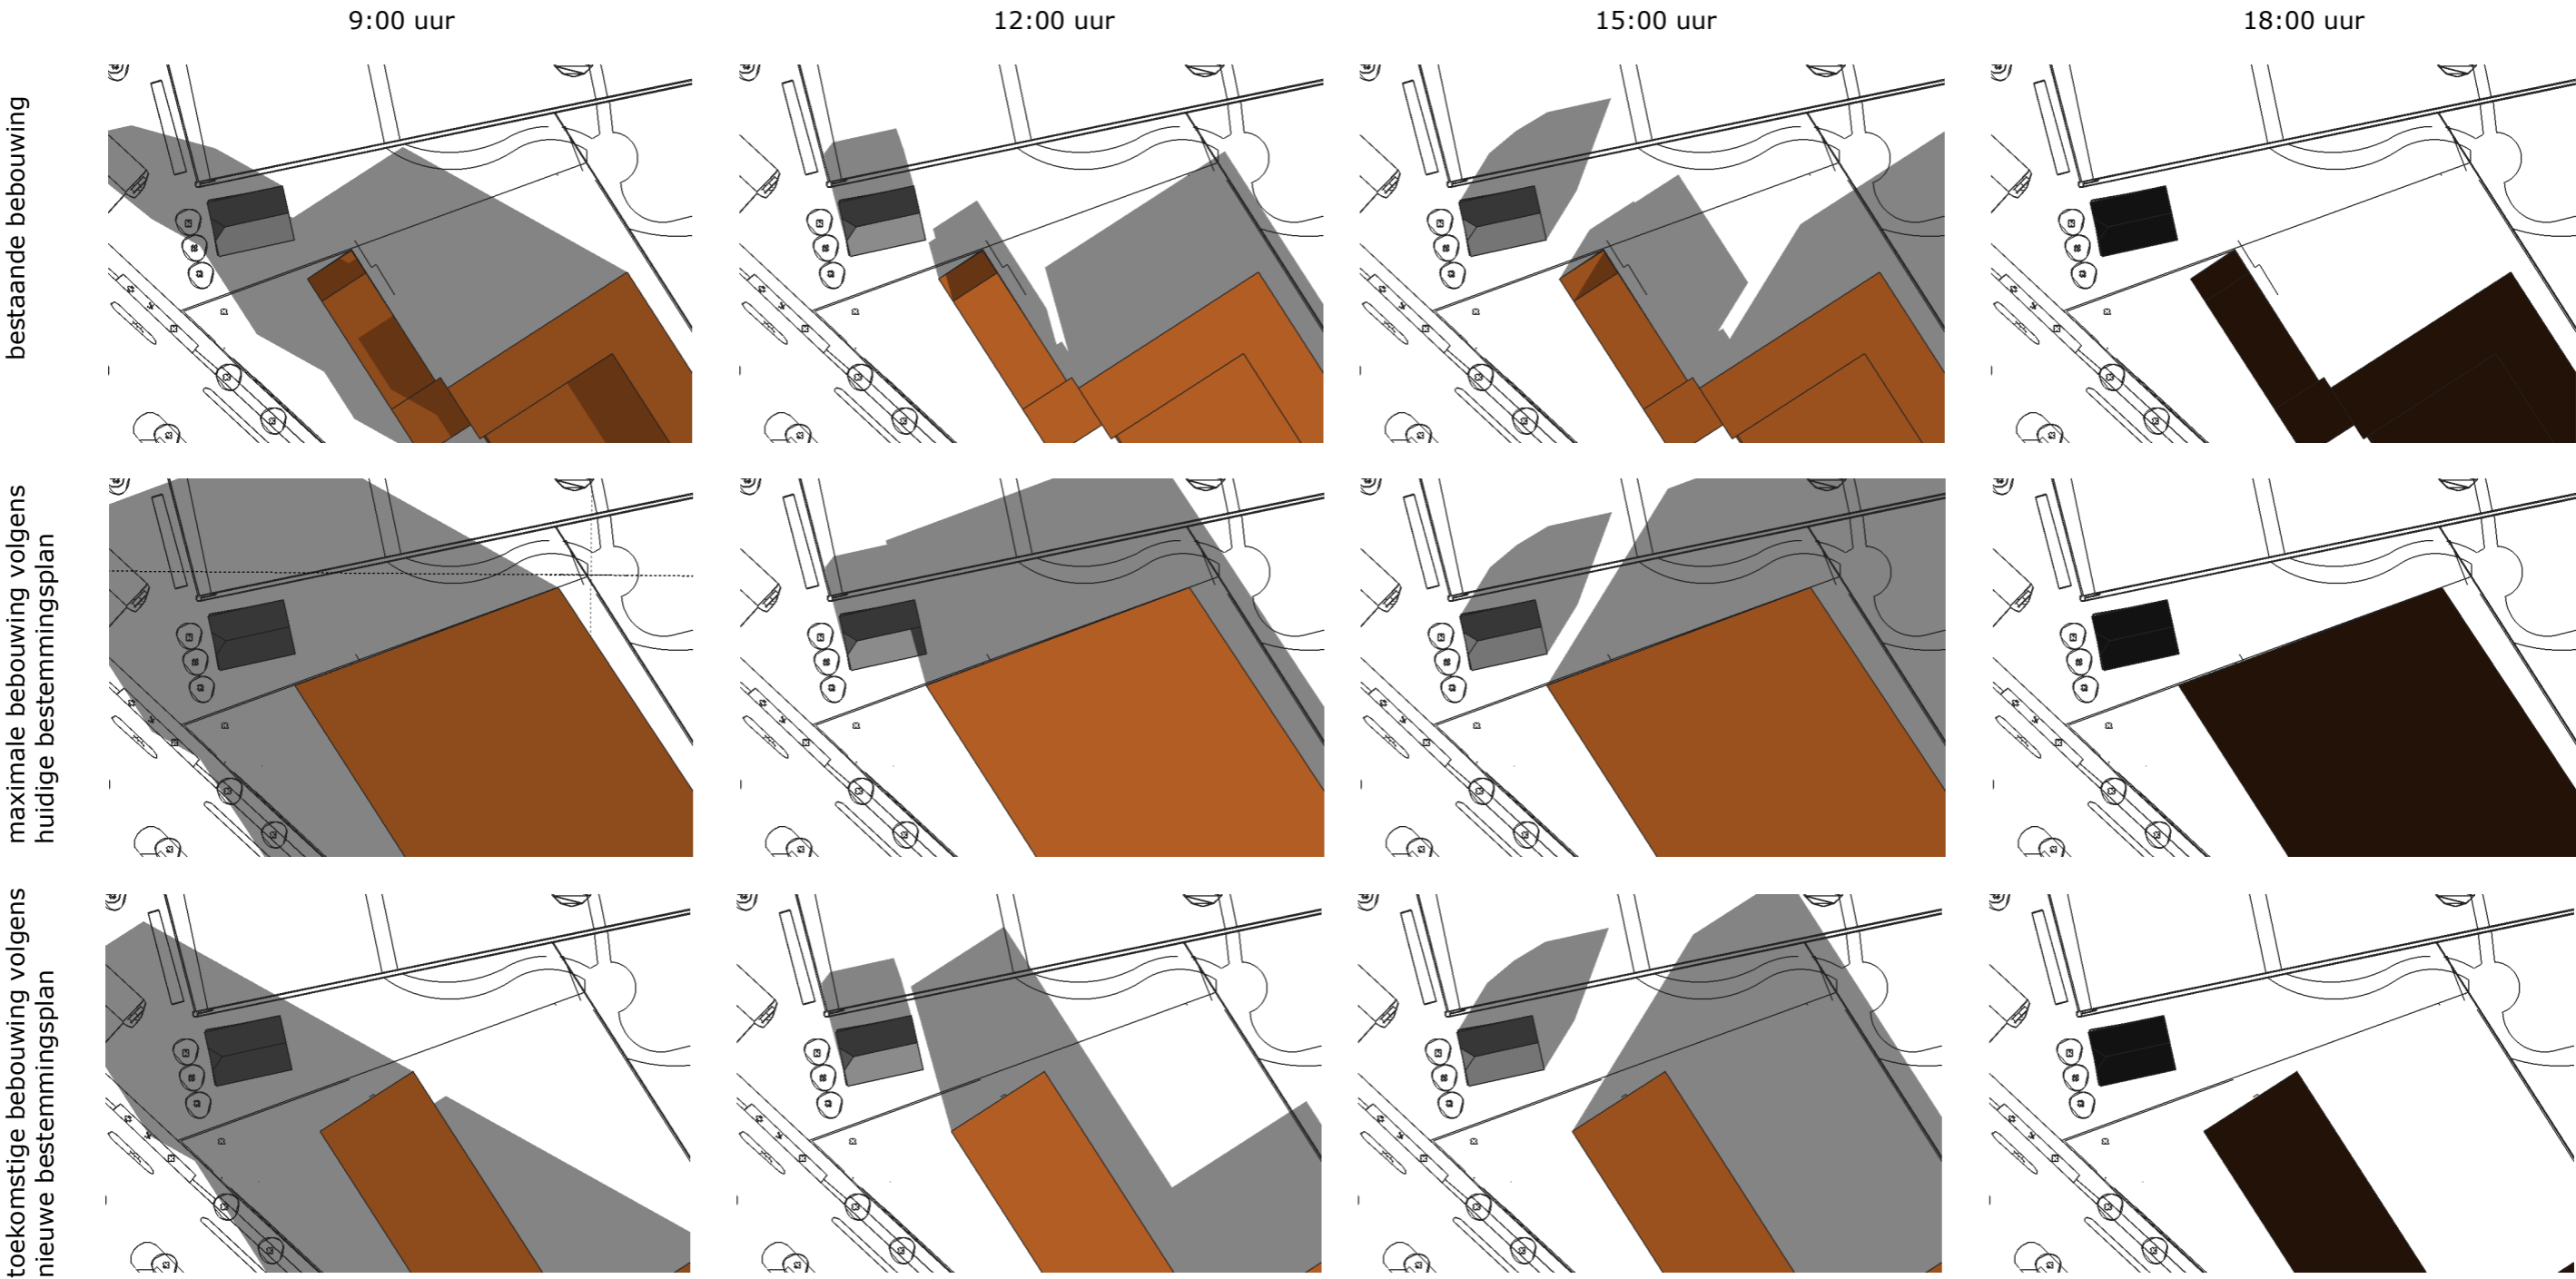 9:00 uur
12:00 uur
15:00 uur
18:00 uur
bestaande bebouwing
maximale bebouwing volgens
huidige bestemmingsplan
toekomstige bebouwing volgens
nieuwe bestemmingsplan